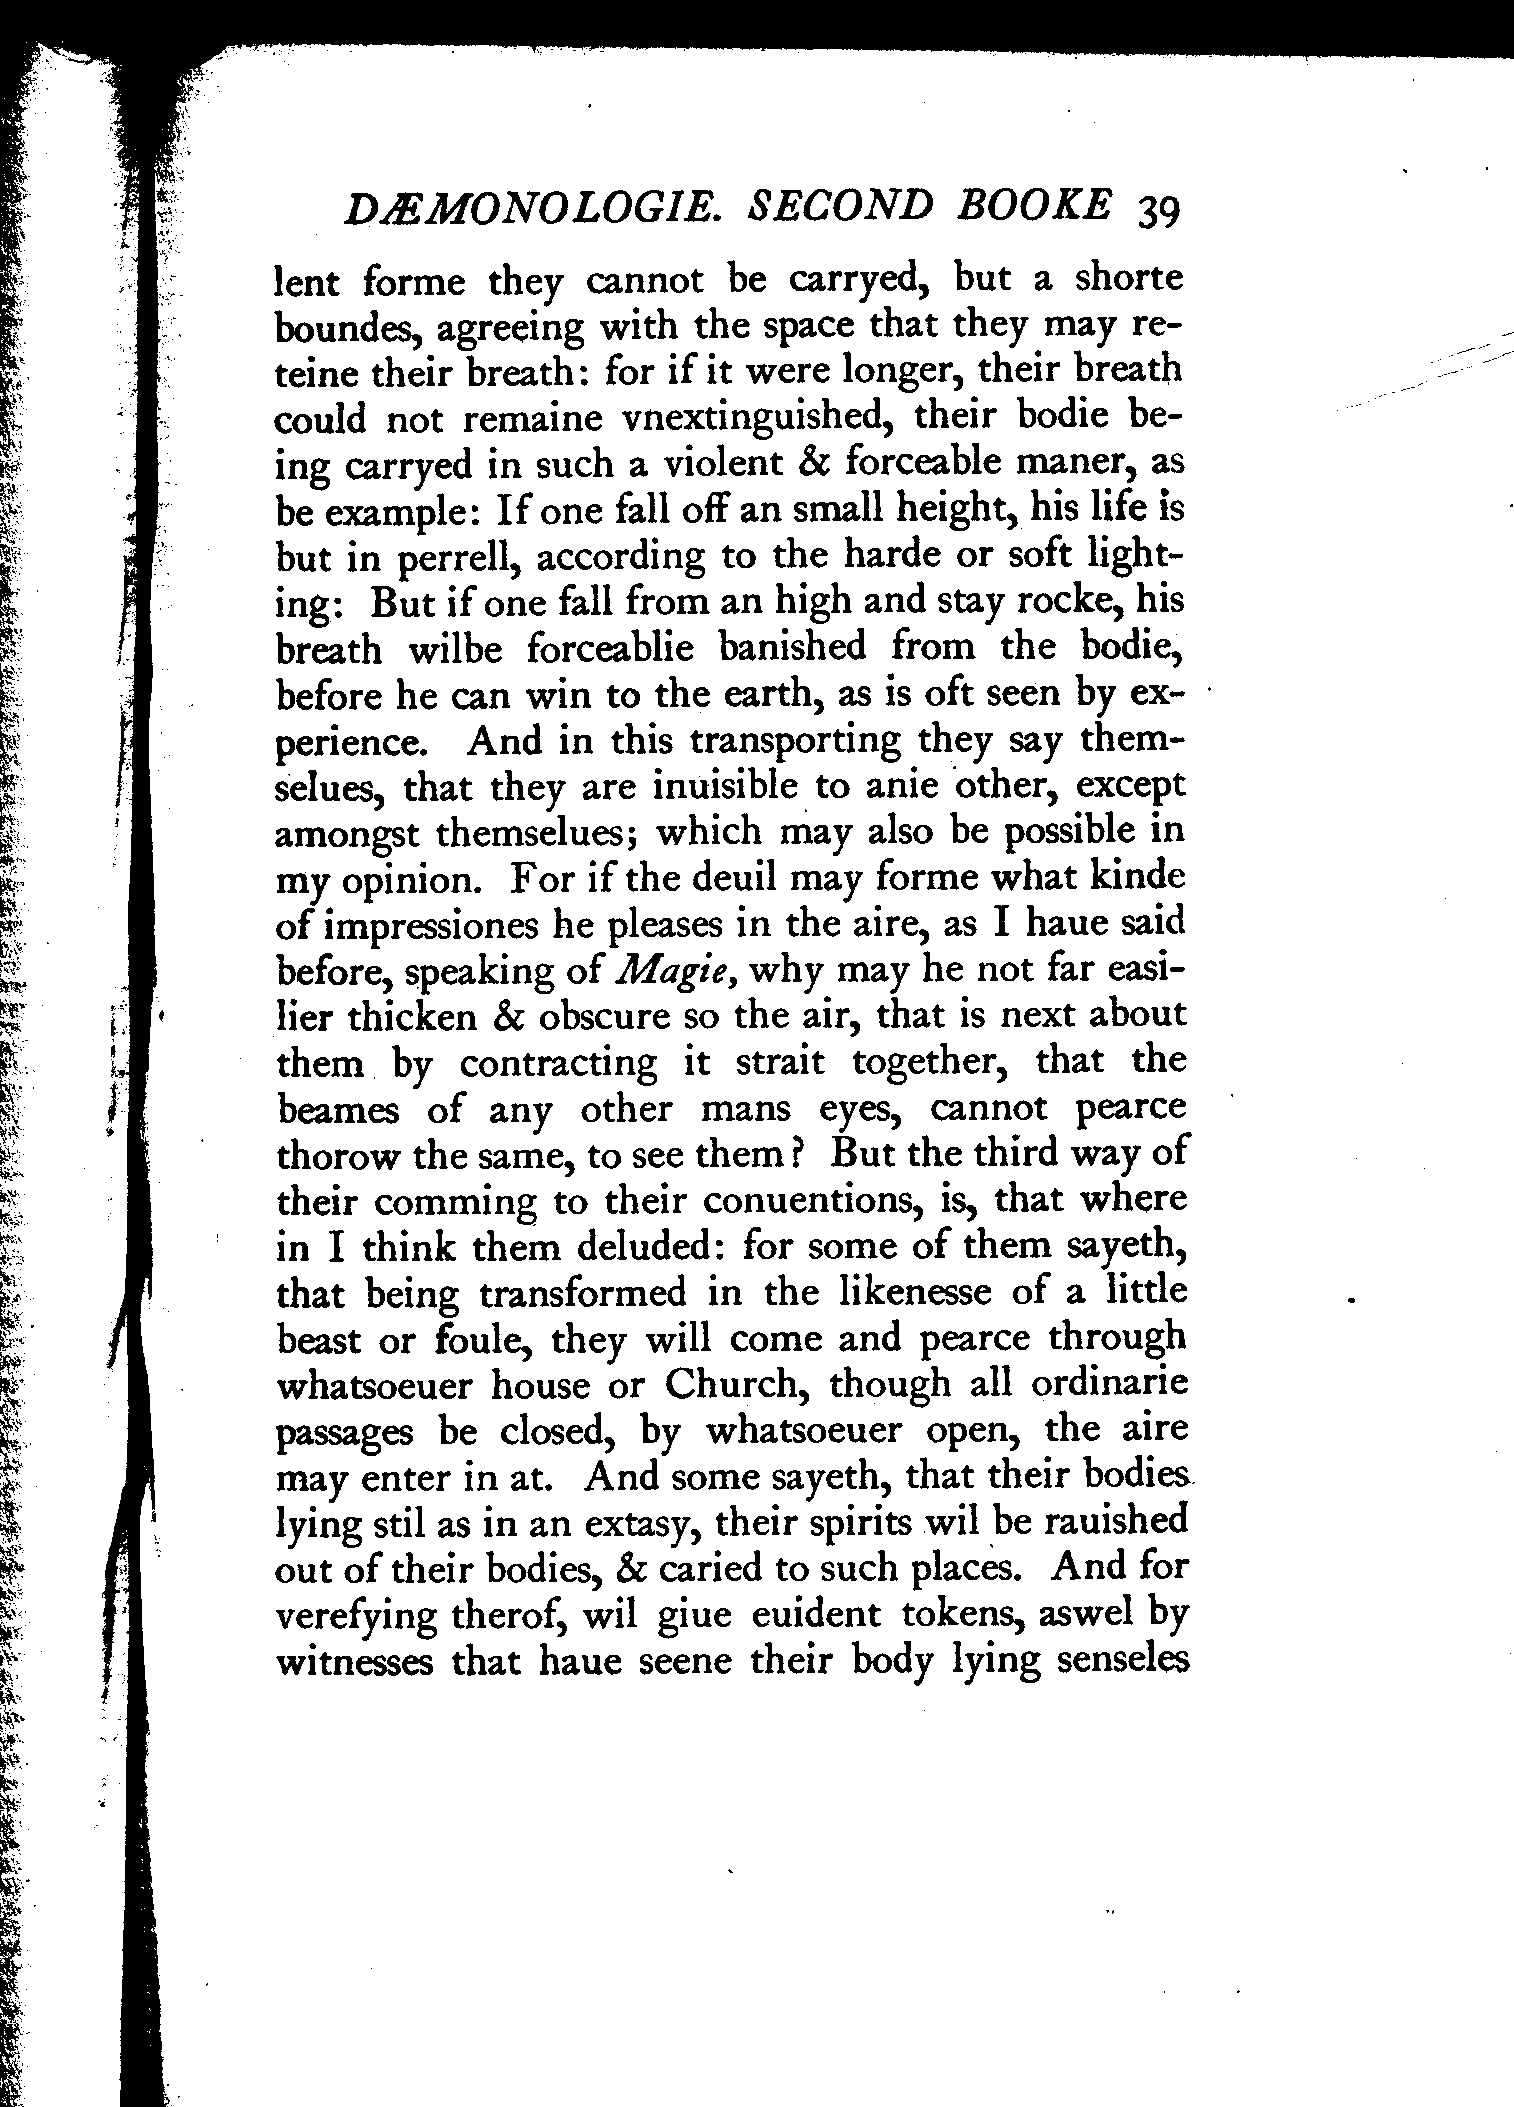 DÆMONOLOGIE. SECOND BOOKE 39
lent forme they cannot be carryed, but a shorte
boundes, agreeing with the space that they may re-
teine their breath: for if it were longer, their breath
could not remaine vnextinguished, their bodie be-
ing carryed in such a violent & forceable maner, as
be example: If one fall off an small height, his life is
but in perrell, according to the harde or soft light-
ing: But if one fall from an high and stay rocke, his
breath wilbe forceablie banished from the bodie,
before he can win to the earth, as is oft seen by ex-
perience. And in this transporting they say them-
selues, that they are inuisible to anie other, except
amongst themselues; which may also be possible in
my opinion. For if the deuil may forme what kinde
of impressiones he pleases in the aire, as I haue said
before, speaking of Magie, why may he not far easi-
lier thicken & obscure so the air, that is next about
them by contracting it strait together, that the
beames of any other mans eyes, cannot pearce
thorow the same, to see them? But the third way of
their comming to their conuentions, is, that where
in I think them deluded: for some of them sayeth,
that being transformed in the likenesse of a little
beast or foule, they will come and pearce through
whatsoeuer house or Church, though all ordinarie
passages be closed, by whatsoeuer open, the aire
may enter in at. And some sayeth, that their bodies
lying stil as in an extasy, their spirits wil be rauished
out of their bodies, & caried to such places. And for
verefying therof, wil giue euident tokens, aswel by
witnesses that haue seene their body lying senseles